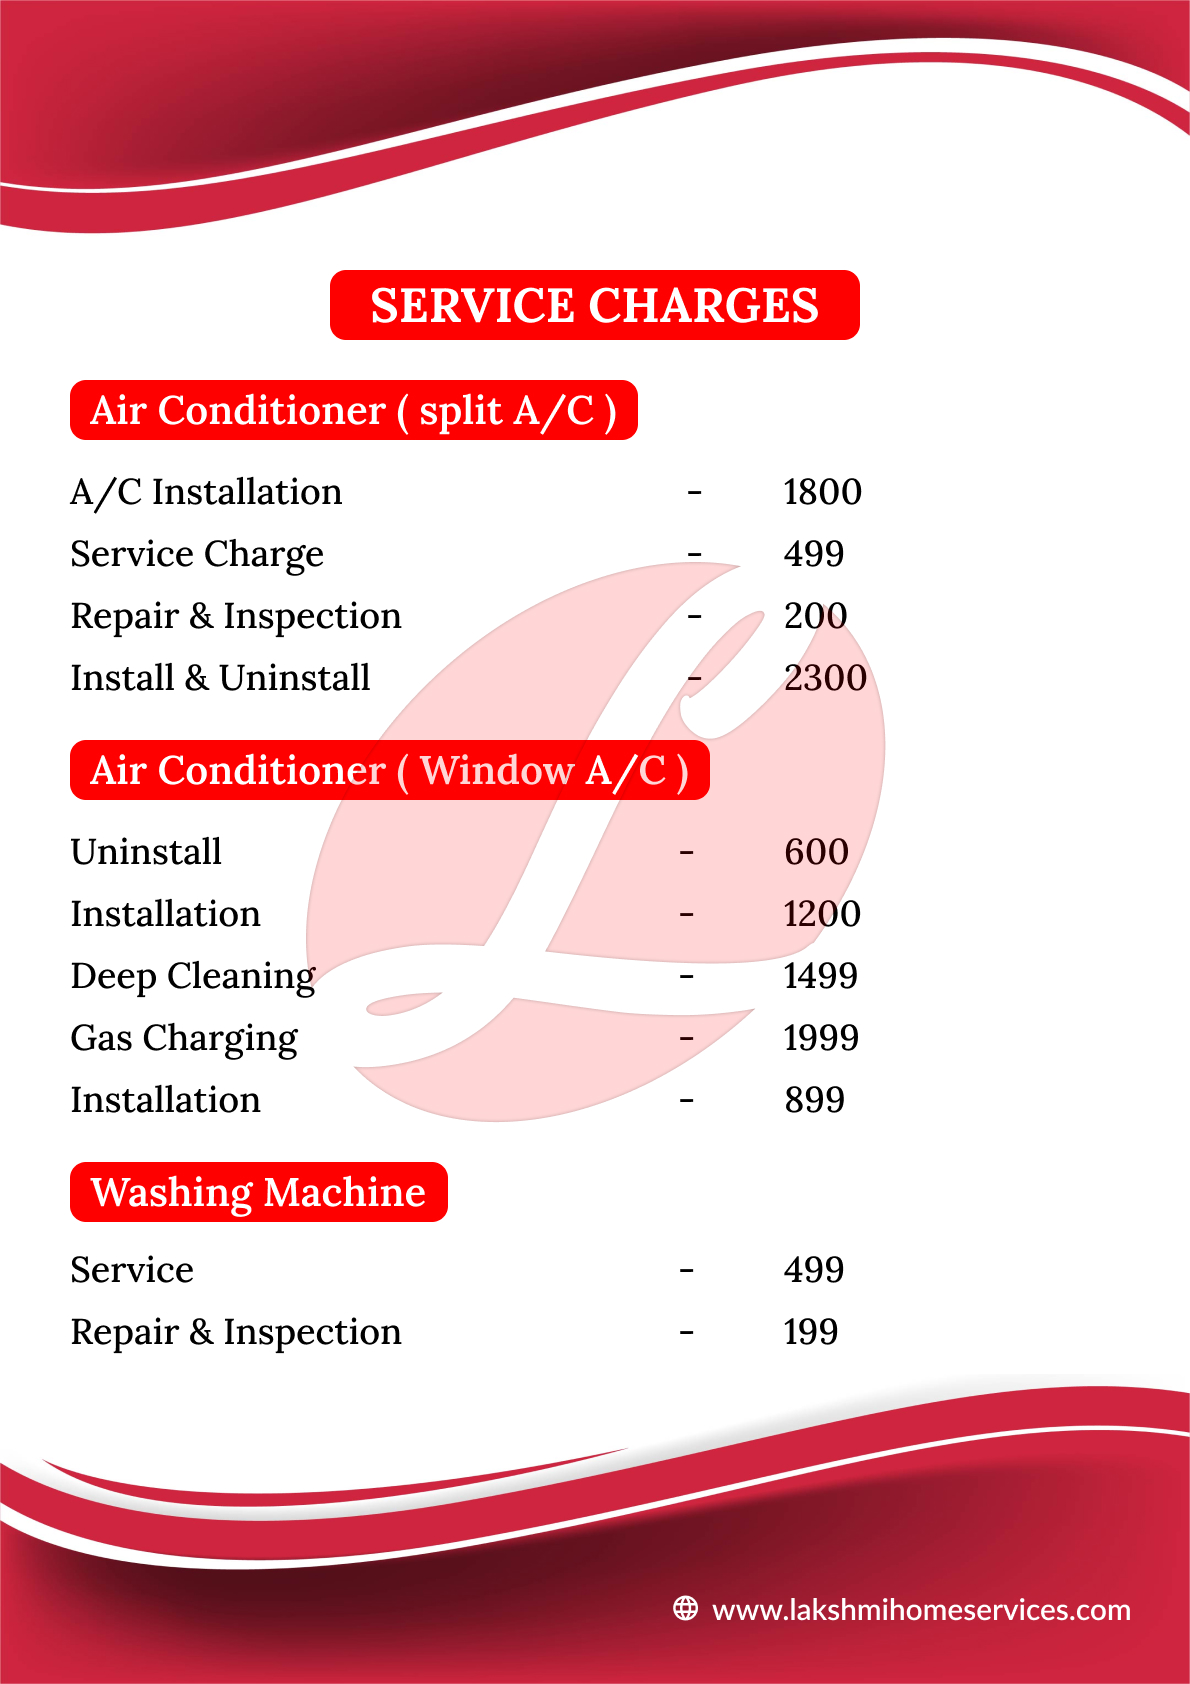 SERVICE CHARGES
Air Conditioner ( split A/C )
A/C Installation - 1800
Service Charge - 499
Repair & Inspection - 200
Install & Uninstall - 2300
Air Conditioner ( Window A/C )
Uninstall - 600
Installation - 1200
Deep Cleaning - 1499
Gas Charging - 1999
Installation - 899
Washing Machine
Service - 499
Repair & Inspection - 199
www.lakshmihomeservices.com